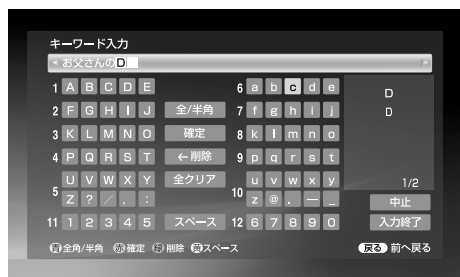 キーワード入力
お父さんのD
1 A B C D E 6 a b c d e D
2 F G H I J 全/半角 7 f g h i j D
3 K L M N O 確定 8 k l m n o
4 P Q R S T ←削除 9 p q r s t
5 U V W X Y 全クリア 10 u v w x y 1/2
Z ? / . : z @ . — _ 中止
11 1 2 3 4 5 スペース 12 6 7 8 9 0 入力終了
青 全角/半角 赤 確定 緑 削除 黄 スペース 戻る 前へ戻る